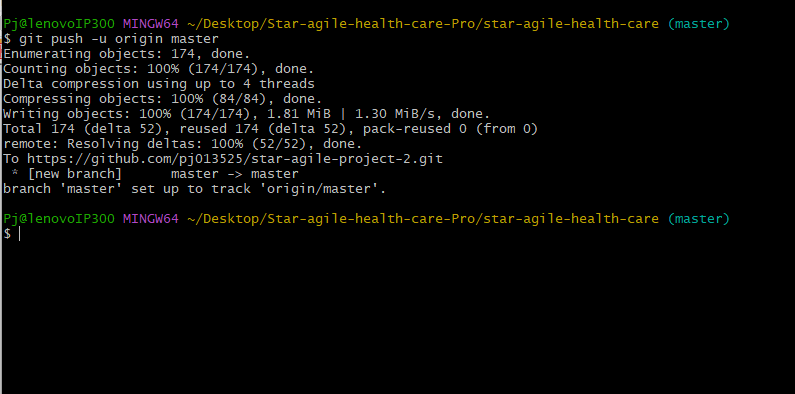 Pj@lenovoIP300 MINGW64 ~/Desktop/Star-agile-health-care-Pro/star-agile-health-care (master)
$ git push -u origin master
Enumerating objects: 174, done.
Counting objects: 100% (174/174), done.
Delta compression using up to 4 threads
Compressing objects: 100% (84/84), done.
Writing objects: 100% (174/174), 1.81 MiB | 1.30 MiB/s, done.
Total 174 (delta 52), reused 174 (delta 52), pack-reused 0 (from 0)
remote: Resolving deltas: 100% (52/52), done.
To https://github.com/pj013525/star-agile-project-2.git
 * [new branch]      master -> master
branch 'master' set up to track 'origin/master'.

Pj@lenovoIP300 MINGW64 ~/Desktop/Star-agile-health-care-Pro/star-agile-health-care (master)
$